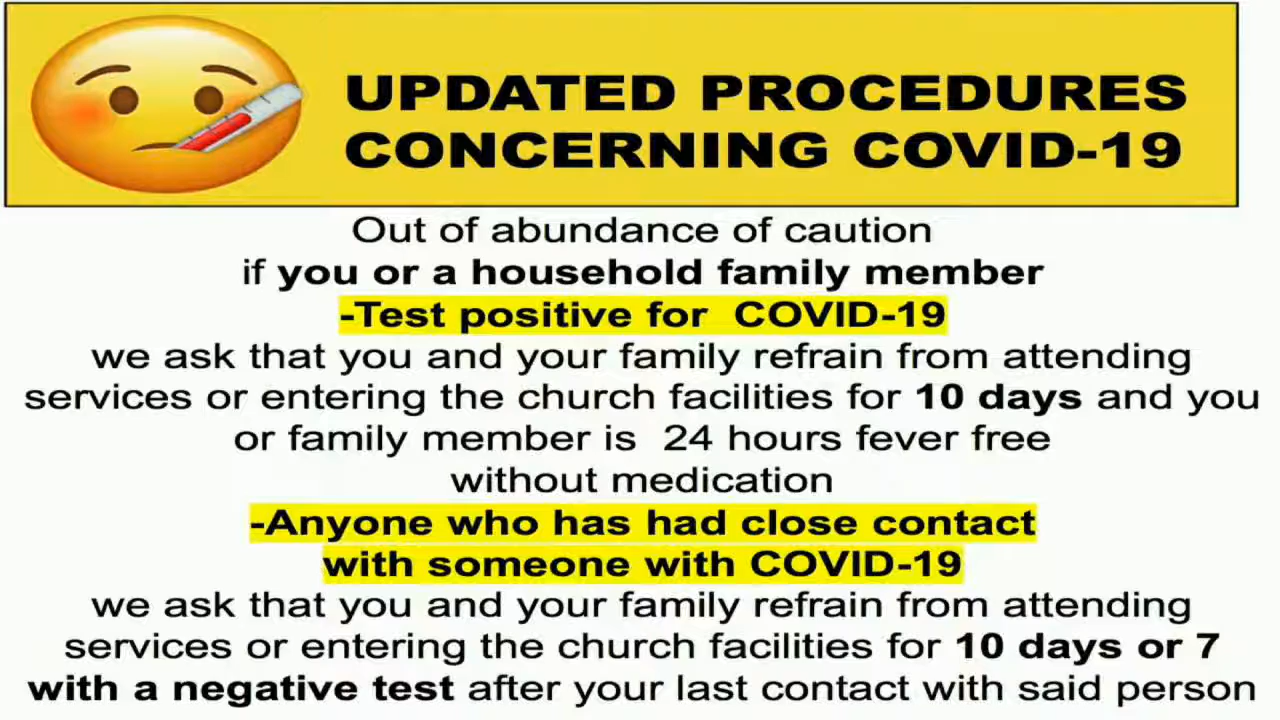 UPDATED PROCEDURES
CONCERNING COVID-19
Out of abundance of caution
if you or a household family member
-Test positive for  COVID-19
we ask that you and your family refrain from attending
services or entering the church facilities for 10 days and you
or family member is  24 hours fever free
without medication
-Anyone who has had close contact
with someone with COVID-19
we ask that you and your family refrain from attending
services or entering the church facilities for 10 days or 7
with a negative test after your last contact with said person